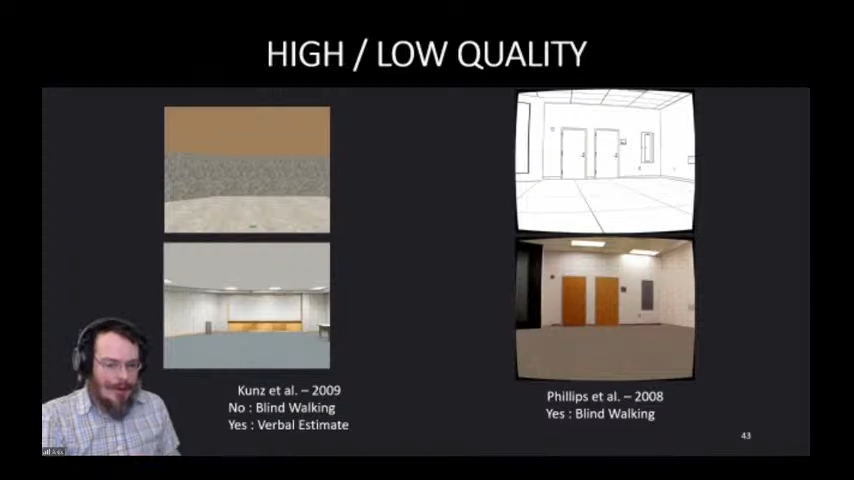 HIGH / LOW QUALITY
Kunz et al. – 2009
No : Blind Walking
Yes : Verbal Estimate
Phillips et al. – 2008
Yes : Blind Walking
43